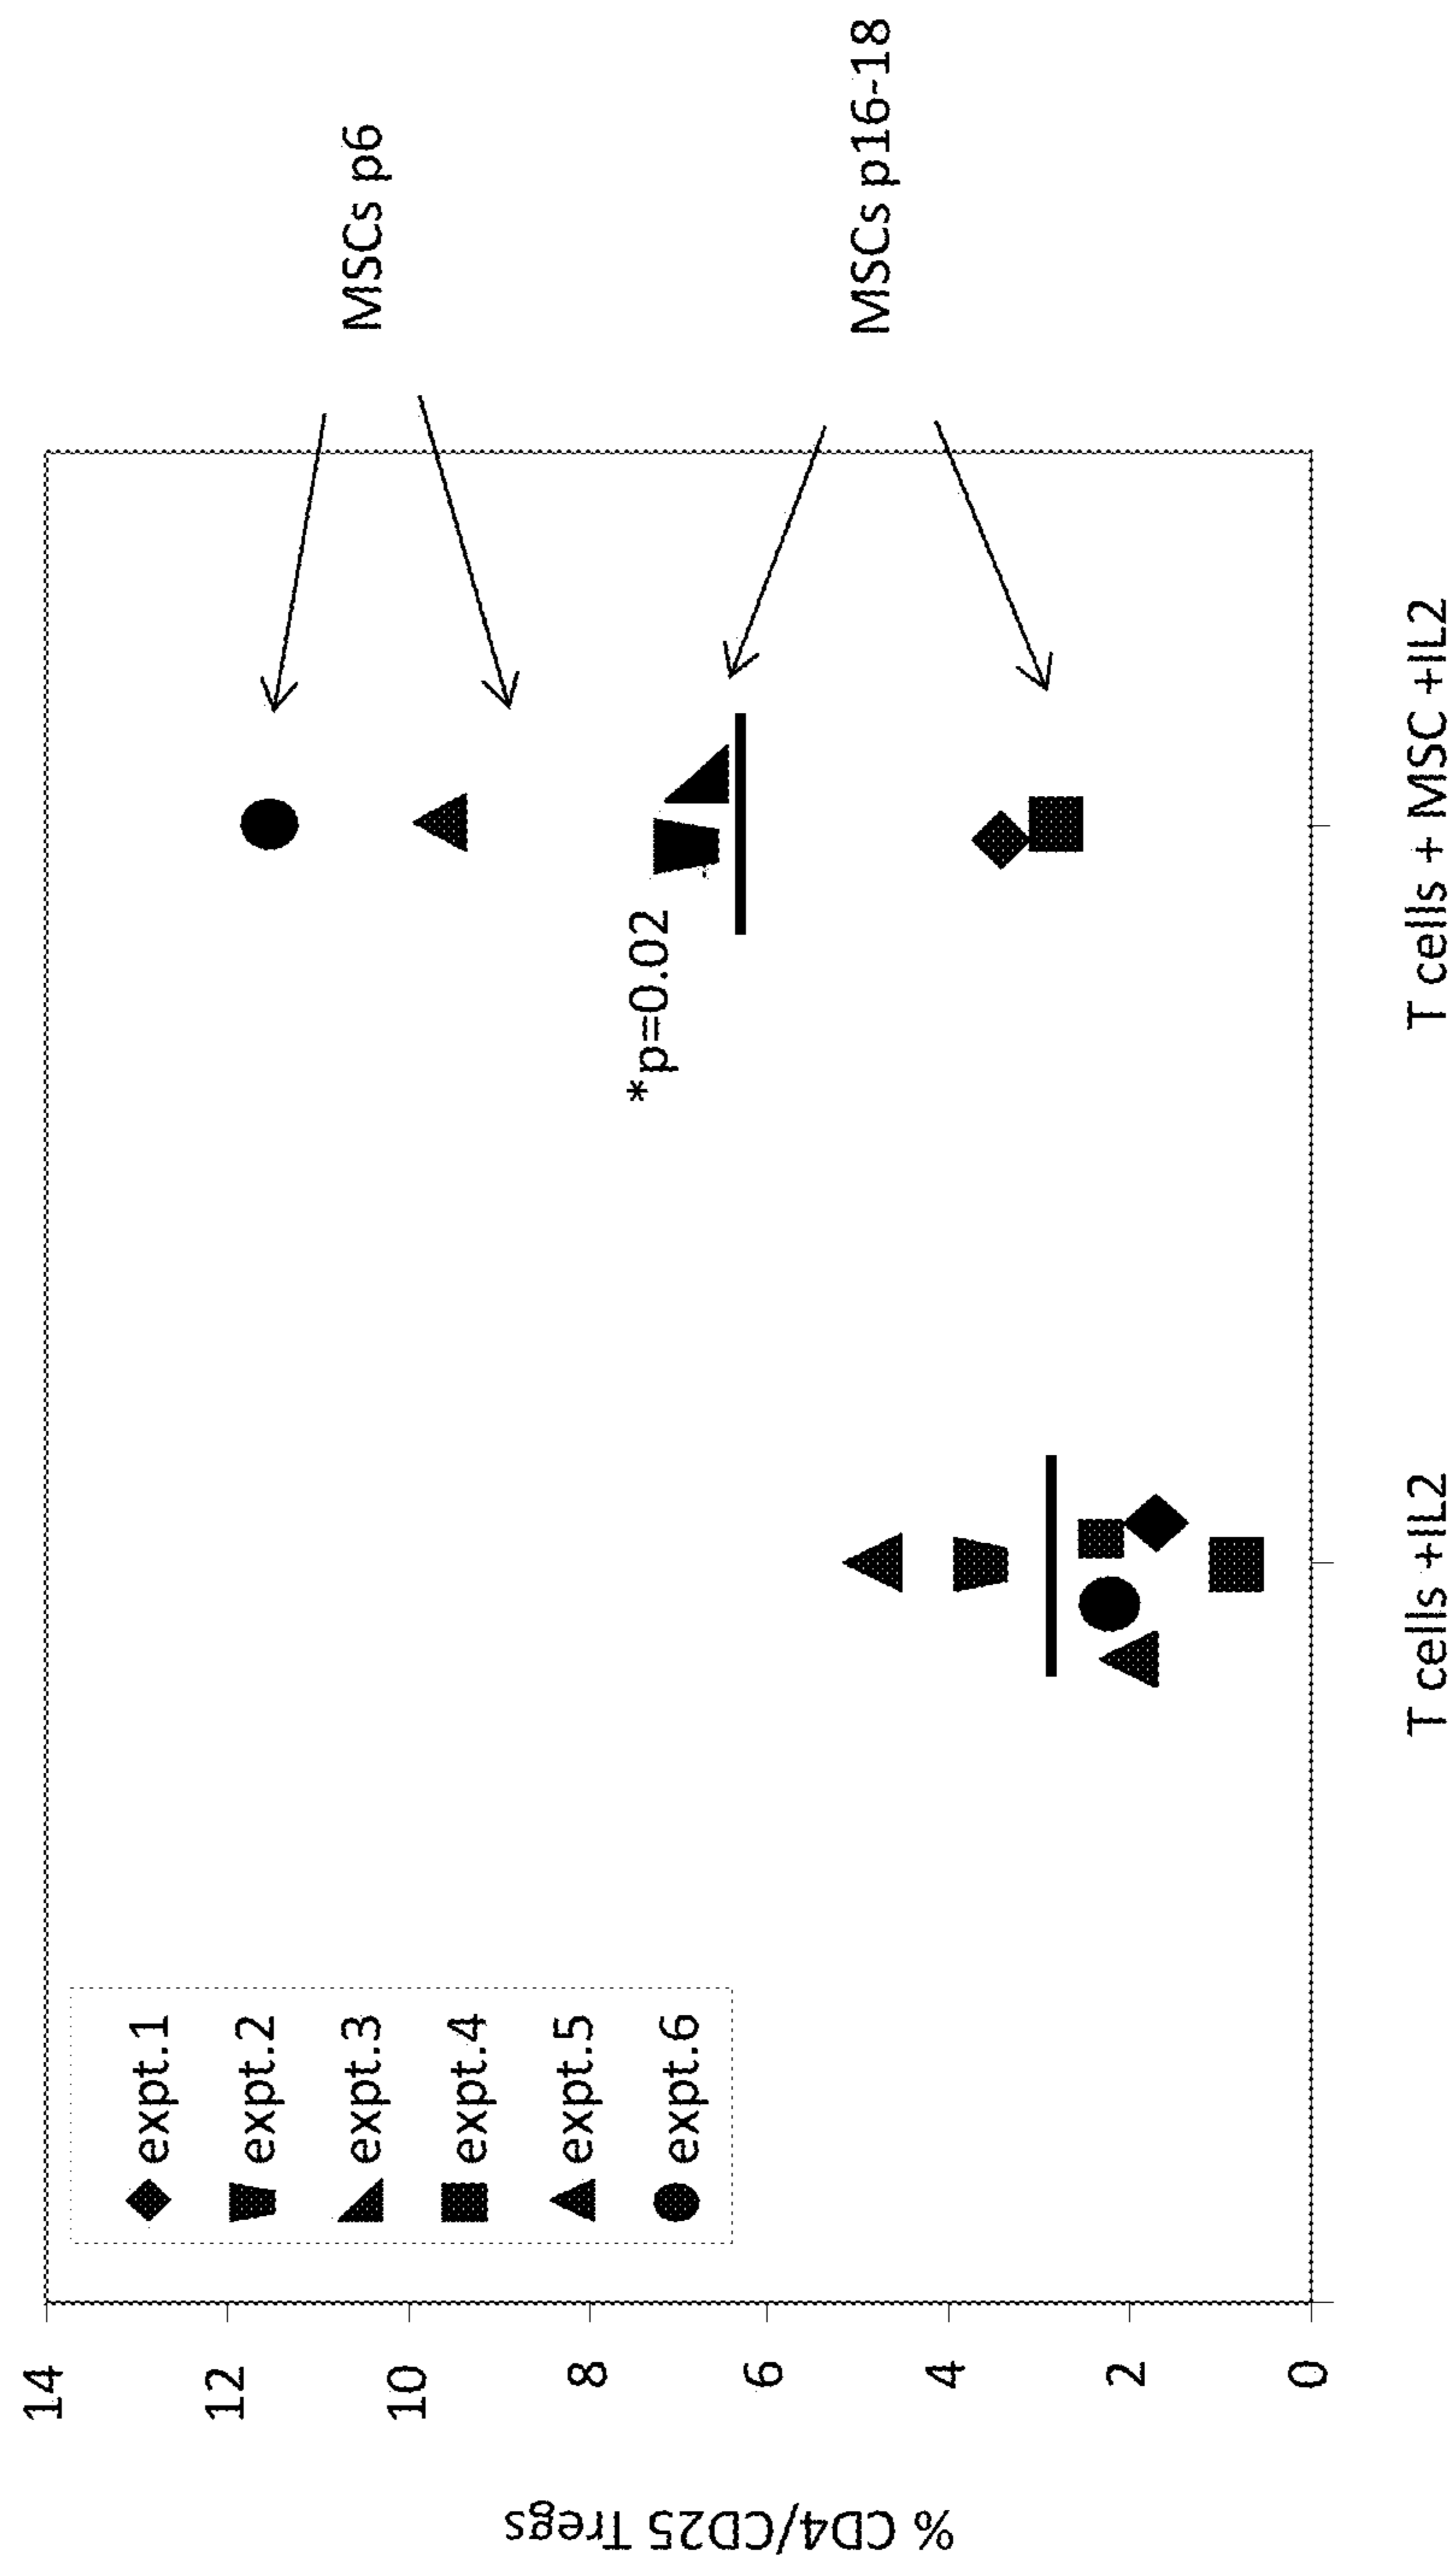 14
12
10
8
6
4
2
0
% CD4/CD25 Tregs
expt.1
expt.2
expt.3
expt.4
expt.5
expt.6
*p=0.02
MSCs p6
MSCs p16-18
T cells +IL2
T cells + MSC +IL2